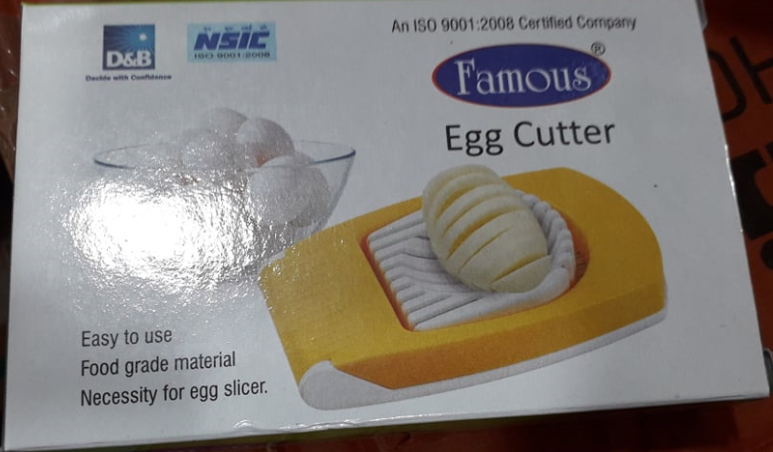 An ISO 9001:2008 Certified Company
D&B
Decide with Confidence
NSIC
ISO 9001:2008
Famous®
Egg Cutter
Easy to use
Food grade material
Necessity for egg slicer.